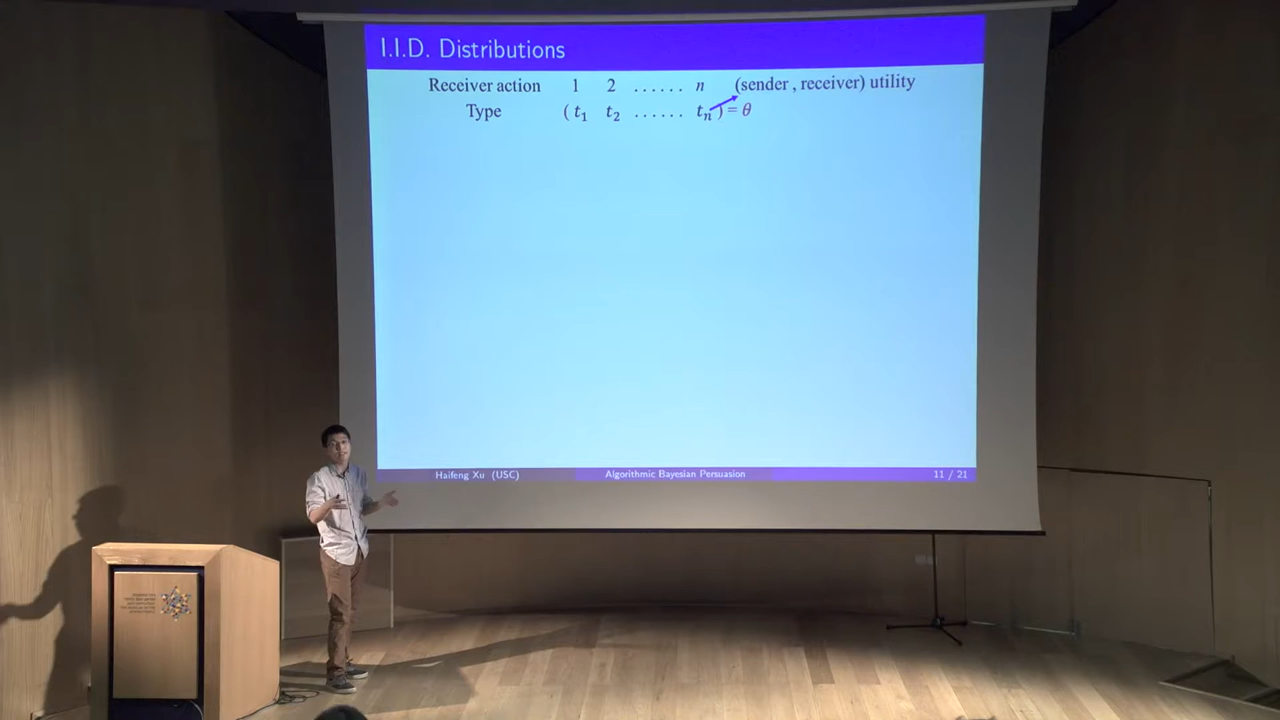 I.I.D. Distributions
Receiver action 1 2 ...... n (sender , receiver) utility
Type ( t₁ t₂ ...... tₙ ) = θ
Haifeng Xu (USC) Algorithmic Bayesian Persuasion 11 / 21